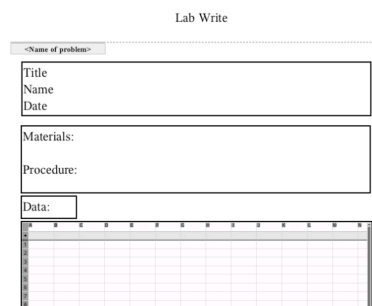 Lab Write
<Name of problem>
Title
Name
Date
Materials:
Procedure:
Data: